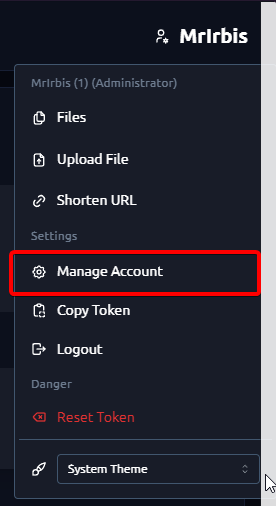 MrIrbis
MrIrbis (1) (Administrator)
Files
Upload File
Shorten URL
Settings
Manage Account
Copy Token
Logout
Danger
Reset Token
System Theme